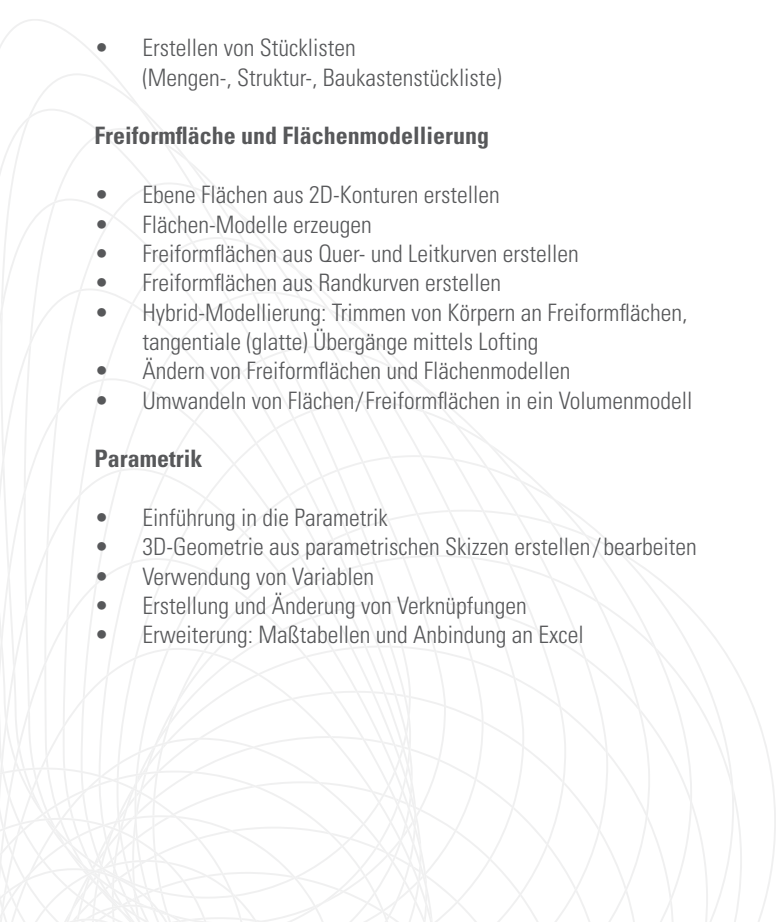 • Erstellen von Stücklisten
(Mengen-, Struktur-, Baukastenstückliste)
Freiformfläche und Flächenmodellierung
• Ebene Flächen aus 2D-Konturen erstellen
• Flächen-Modelle erzeugen
• Freiformflächen aus Quer- und Leitkurven erstellen
• Freiformflächen aus Randkurven erstellen
• Hybrid-Modellierung: Trimmen von Körpern an Freiformflächen,
tangentiale (glatte) Übergänge mittels Lofting
• Ändern von Freiformflächen und Flächenmodellen
• Umwandeln von Flächen/Freiformflächen in ein Volumenmodell
Parametrik
• Einführung in die Parametrik
• 3D-Geometrie aus parametrischen Skizzen erstellen/bearbeiten
• Verwendung von Variablen
• Erstellung und Änderung von Verknüpfungen
• Erweiterung: Maßtabellen und Anbindung an Excel